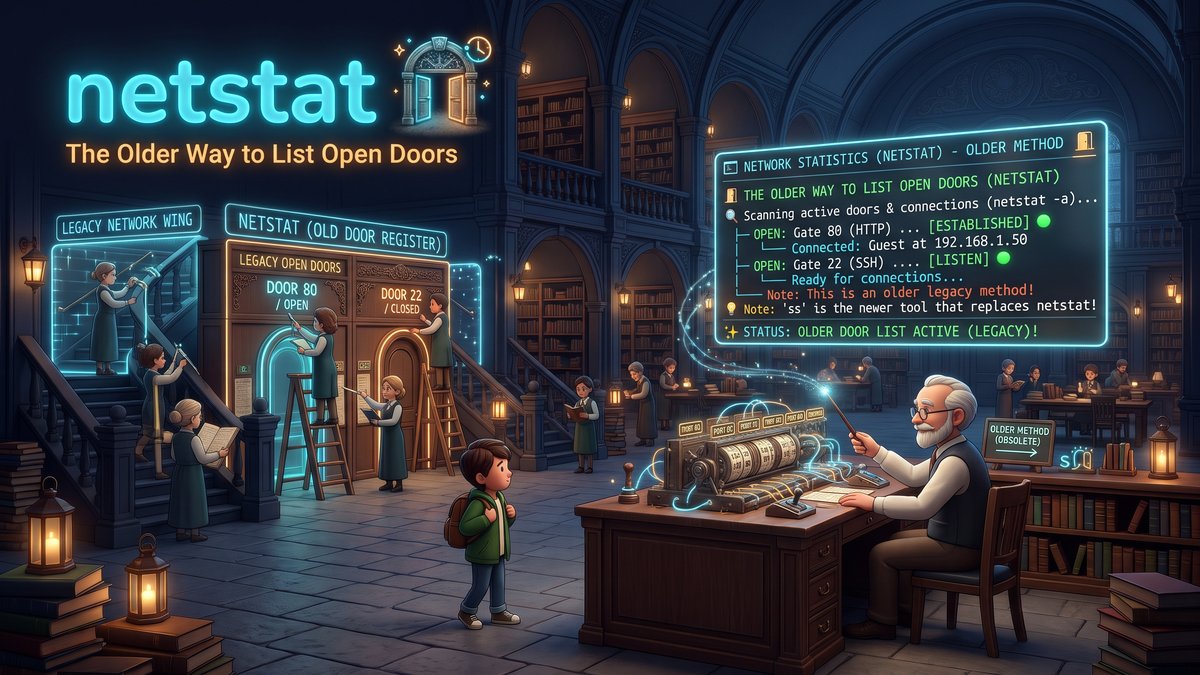 netstat
The Older Way to List Open Doors
LEGACY NETWORK WING
NETSTAT (OLD DOOR REGISTER)
LEGACY OPEN DOORS
DOOR 80
/ OPEN
DOOR 22
/ CLOSED
NETWORK STATISTICS (NETSTAT) - OLDER METHOD
THE OLDER WAY TO LIST OPEN DOORS (NETSTAT)
Scanning active doors & connections (netstat -a)...
OPEN: Gate 80 (HTTP) ... [ESTABLISHED]
Connected: Guest at 192.168.1.50
OPEN: Gate 22 (SSH) .... [LISTEN]
Ready for connections...
Note: This is an older legacy method!
Note: 'ss' is the newer tool that replaces netstat!
STATUS: OLDER DOOR LIST ACTIVE (LEGACY)!
OLDER METHOD
(OBSOLETE)